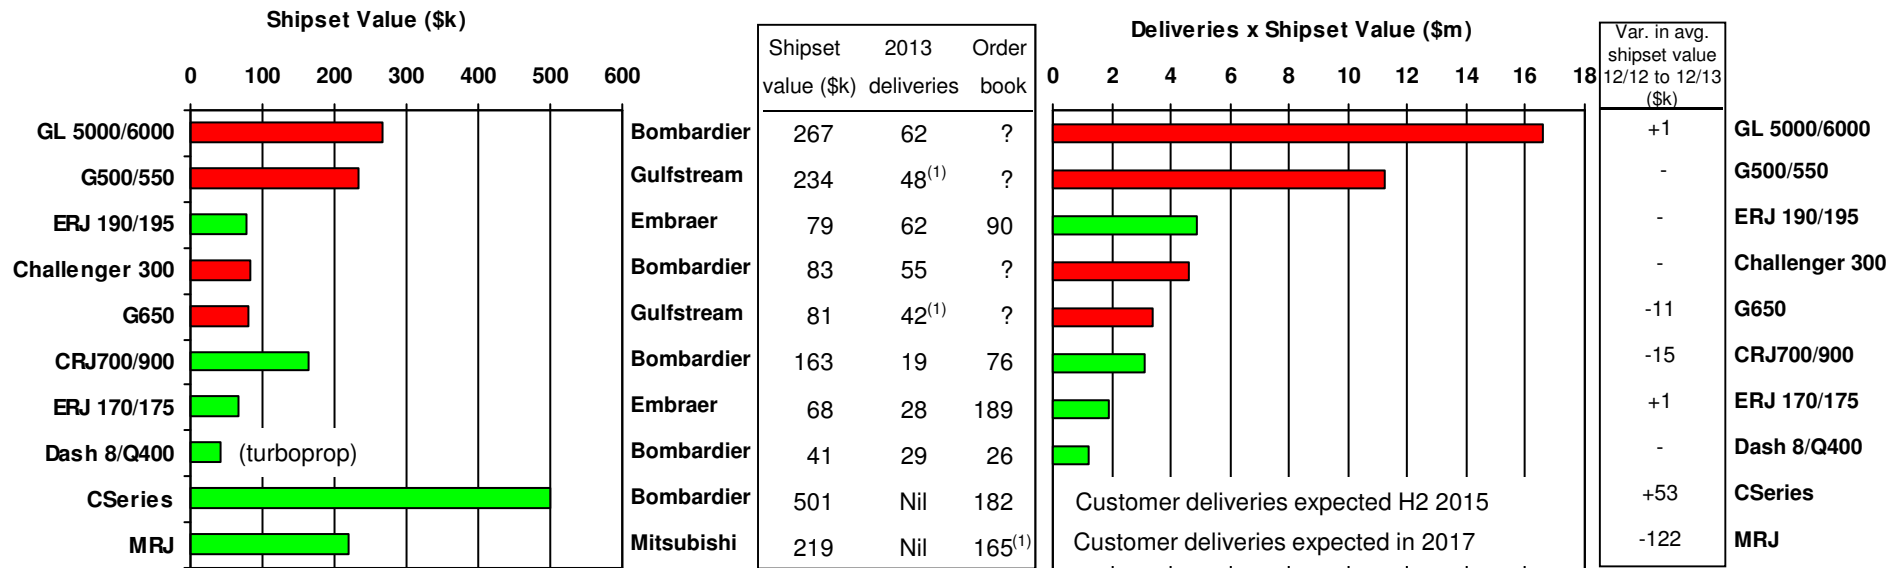 Shipset Value ($k)
0 100 200 300 400 500 600
Shipset 2013 Order
value ($k) deliveries book
Deliveries x Shipset Value ($m)
0 2 4 6 8 10 12 14 16 18
Var. in avg.
shipset value
12/12 to 12/13
($k)
GL 5000/6000 Bombardier 267 62 ? +1 GL 5000/6000
G500/550 Gulfstream 234 48(1) ? - G500/550
ERJ 190/195 Embraer 79 62 90 - ERJ 190/195
Challenger 300 Bombardier 83 55 ? - Challenger 300
G650 Gulfstream 81 42(1) ? -11 G650
CRJ700/900 Bombardier 163 19 76 -15 CRJ700/900
ERJ 170/175 Embraer 68 28 189 +1 ERJ 170/175
Dash 8/Q400 (turboprop) Bombardier 41 29 26 - Dash 8/Q400
CSeries Bombardier 501 Nil 182 Customer deliveries expected H2 2015 +53 CSeries
MRJ Mitsubishi 219 Nil 165(1) Customer deliveries expected in 2017 -122 MRJ